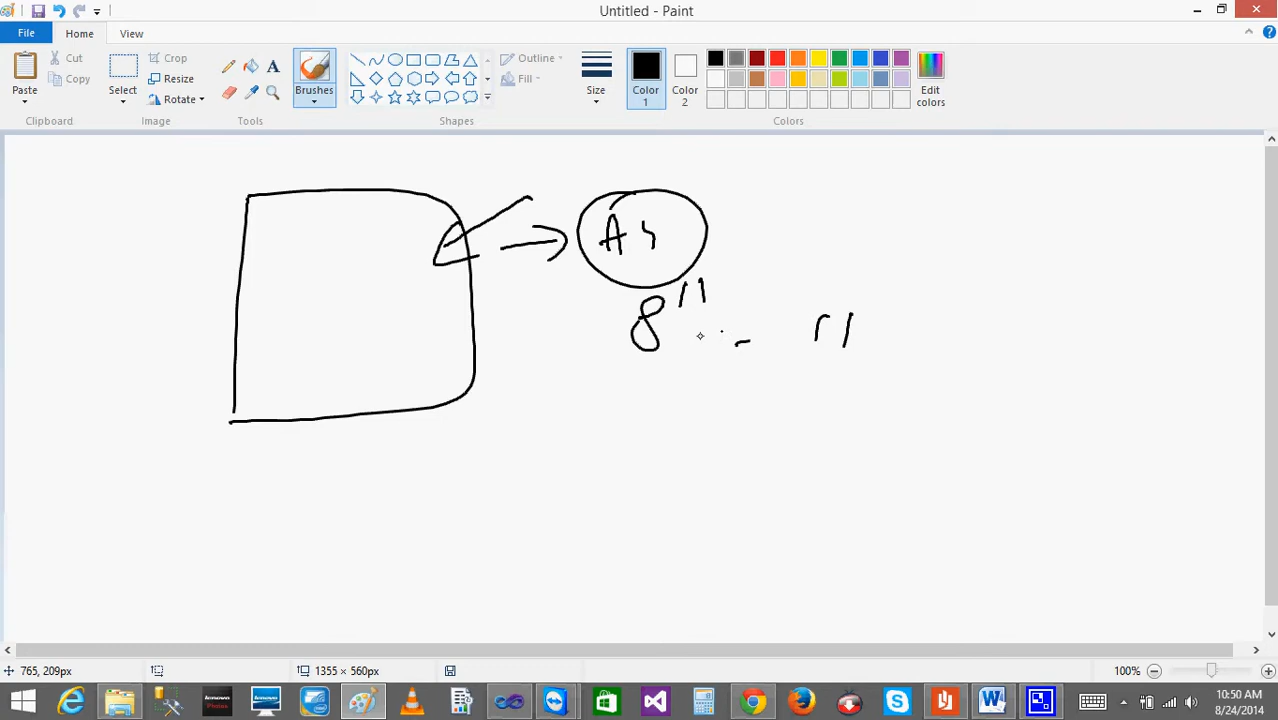 Untitled - Paint
File Home View
Paste
Cut
Copy
Clipboard
Select
Crop
Resize
Rotate
Image
Tools
Brushes
Shapes
Outline
Fill
Size
Color 1
Color 2
Edit colors
Colors
A4
8"
765, 209px
1355 × 560px
100%
10:50 AM
8/24/2014